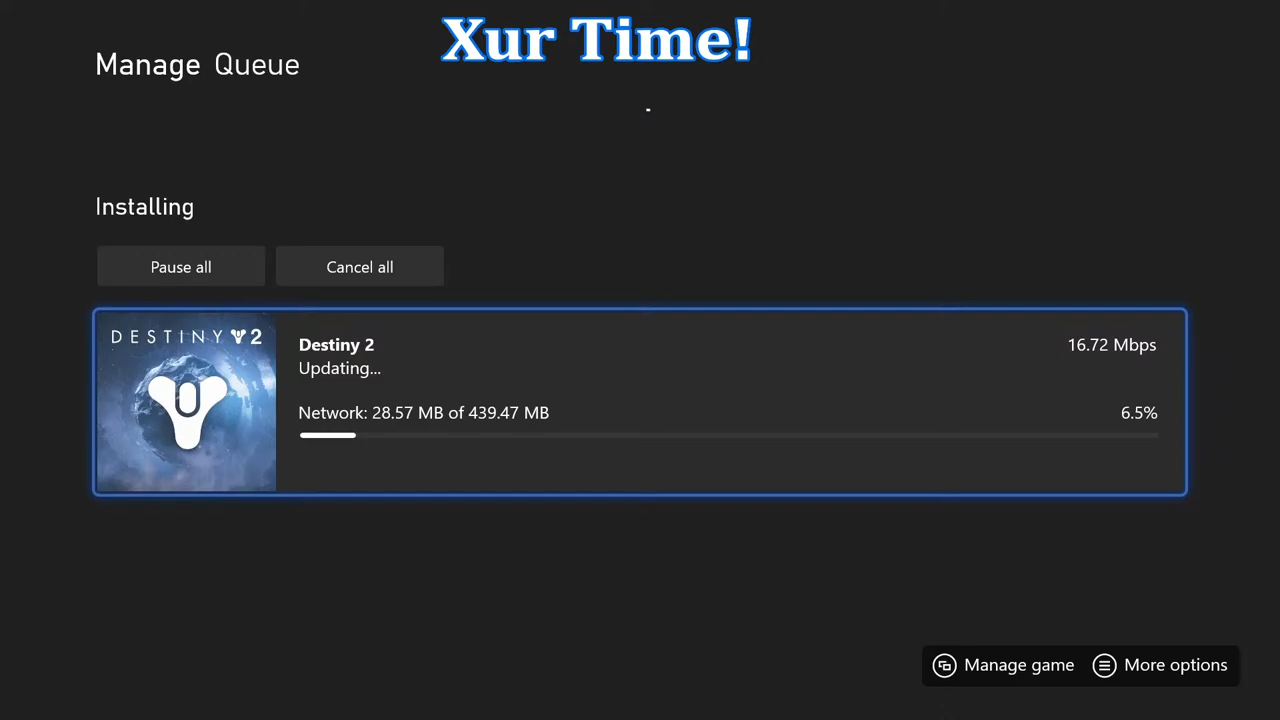 Xur Time!
Manage Queue
Installing
Pause all
Cancel all
DESTINY 2
Destiny 2
16.72 Mbps
Updating...
Network: 28.57 MB of 439.47 MB
6.5%
Manage game
More options